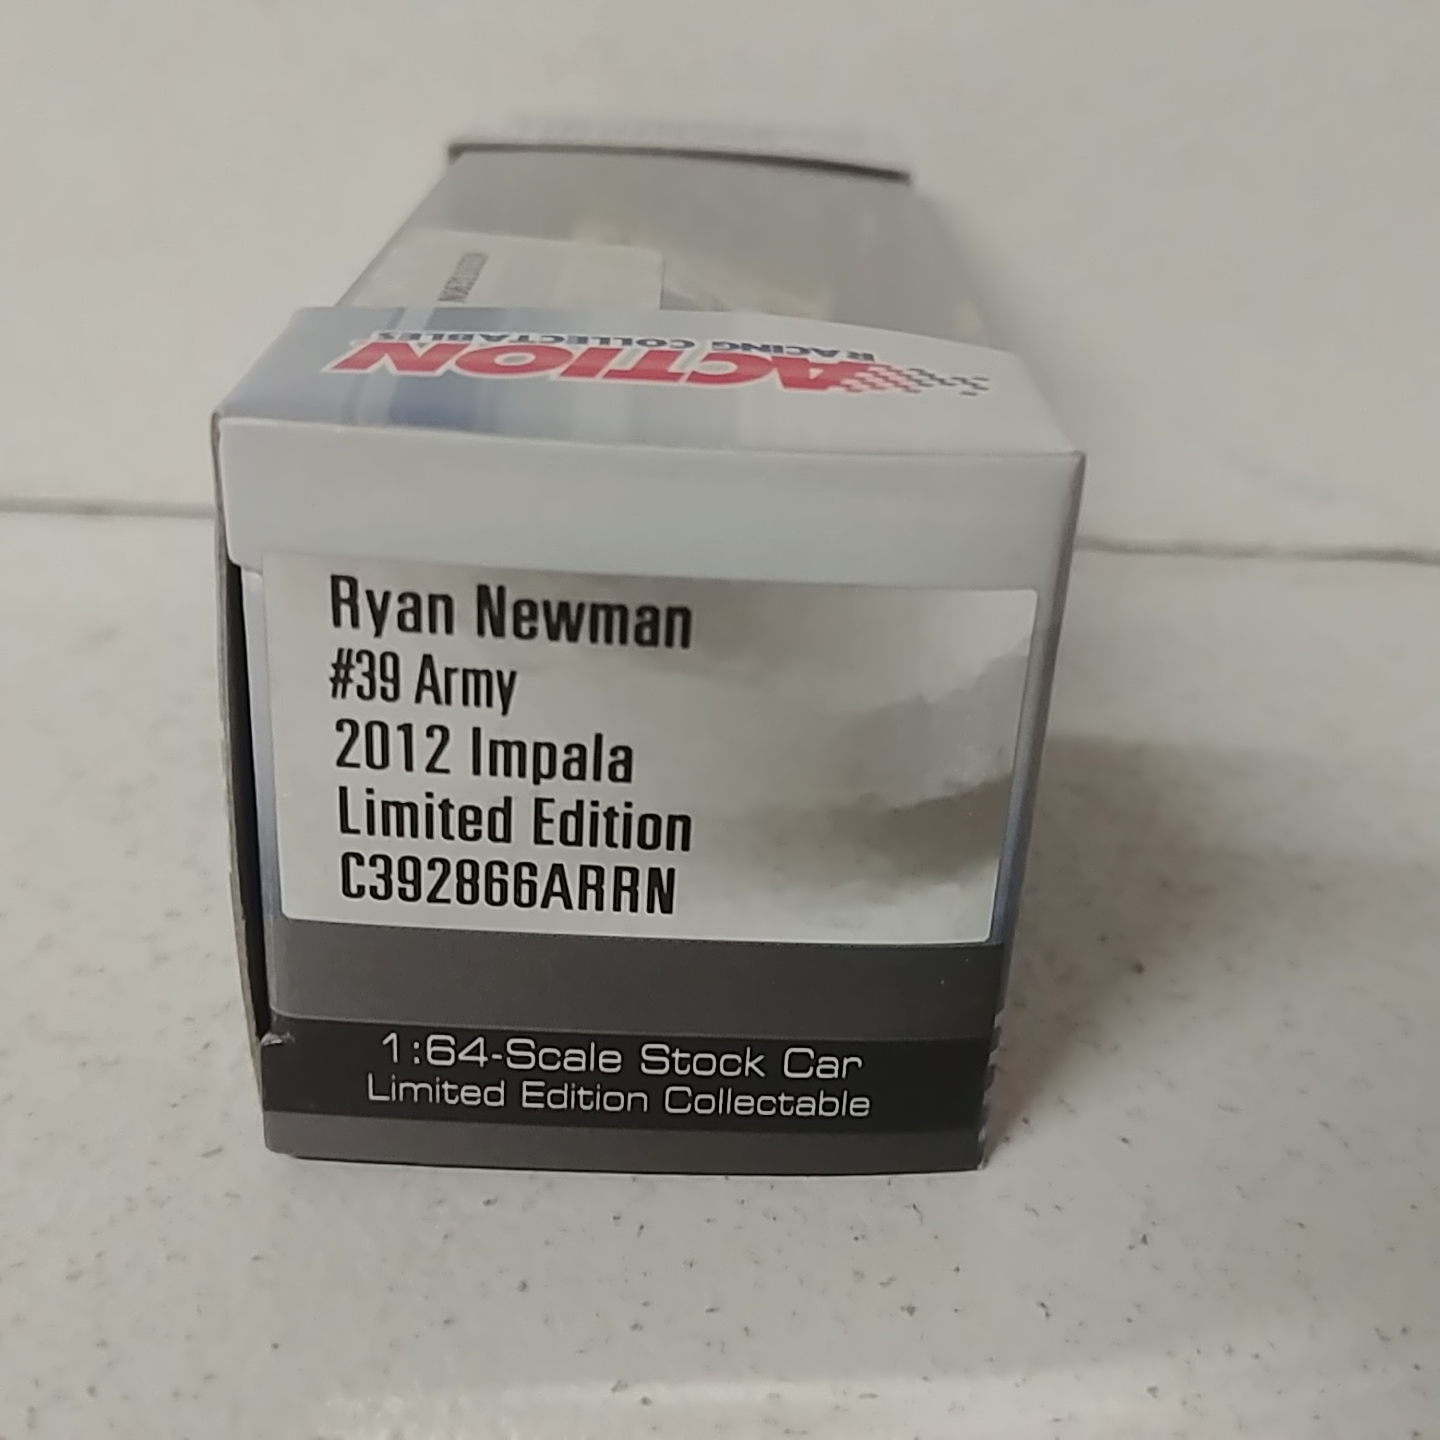 ACTION
RACING COLLECTABLES
Ryan Newman
#39 Army
2012 Impala
Limited Edition
C392866ARRN
1:64-Scale Stock Car
Limited Edition Collectable